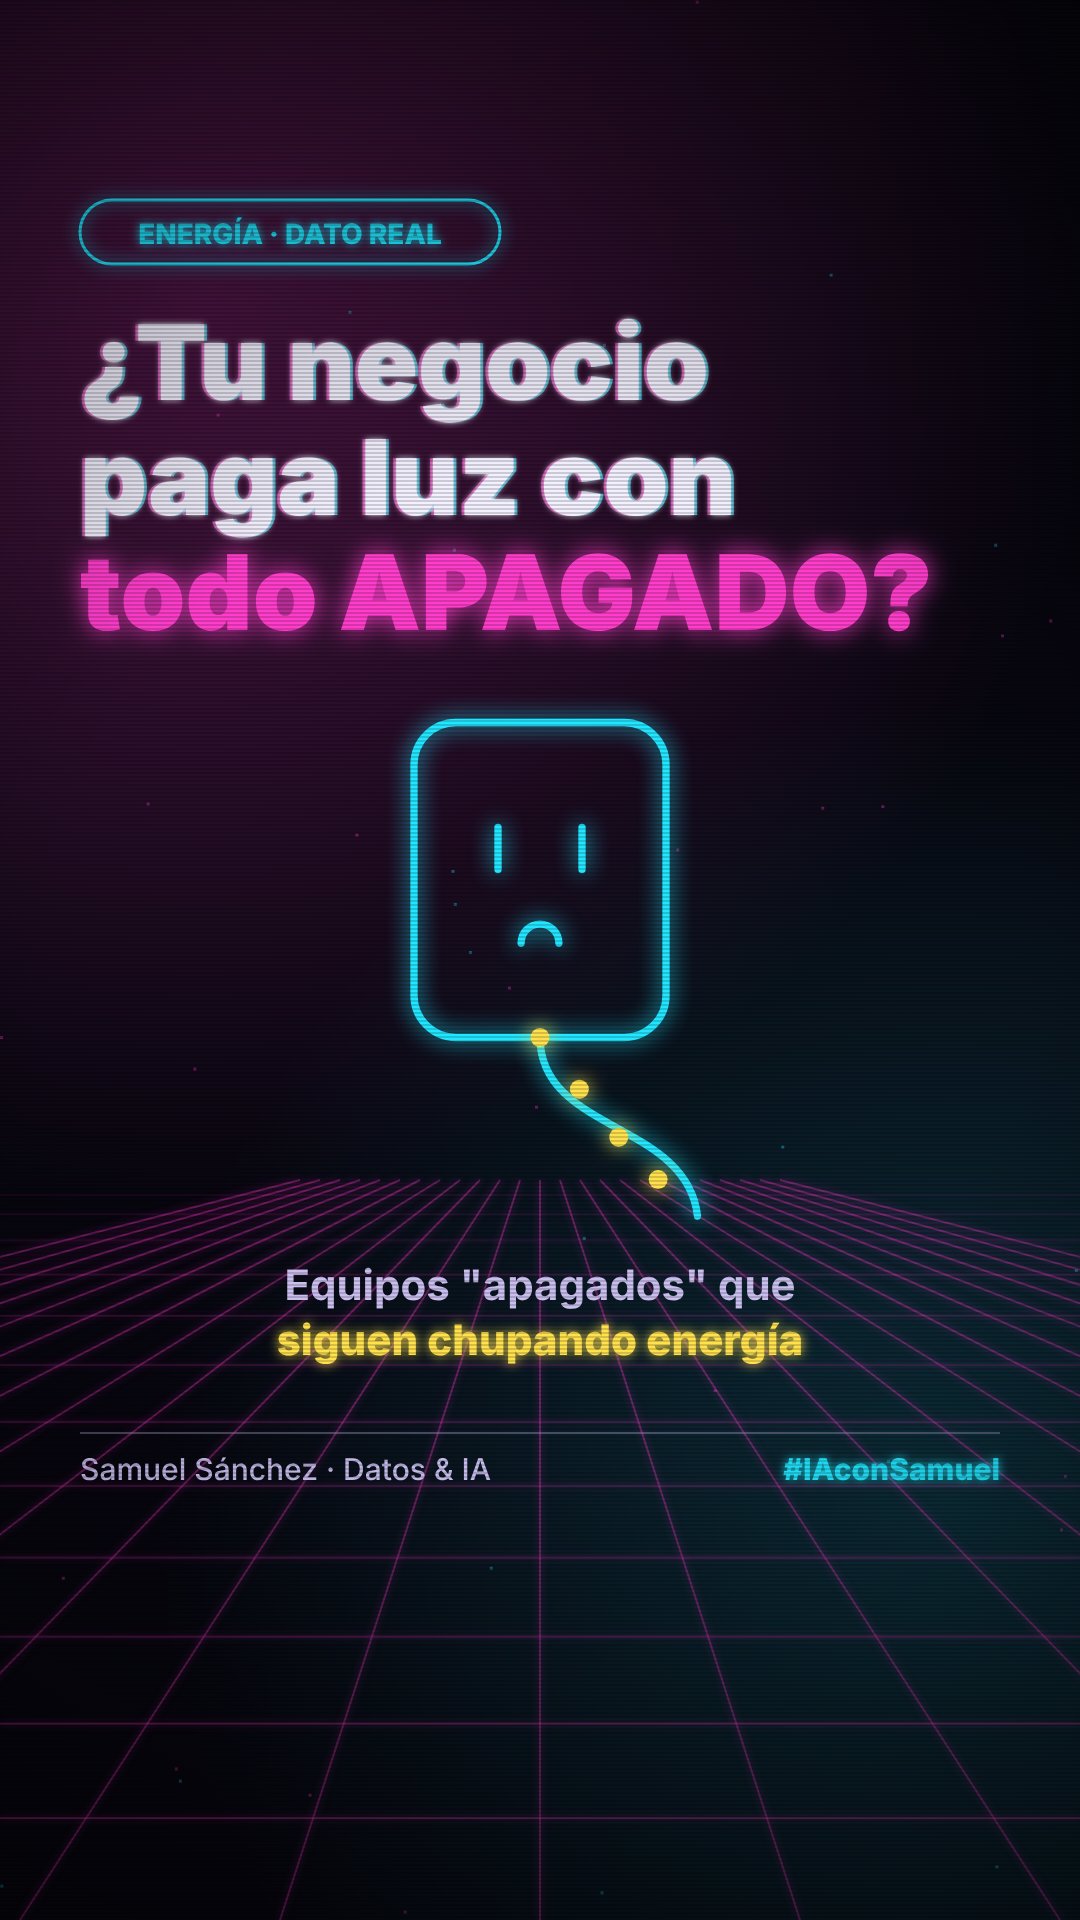 ENERGÍA · DATO REAL
¿Tu negocio
paga luz con
todo APAGADO?
Equipos "apagados" que
siguen chupando energía
Samuel Sánchez · Datos & IA
#IAconSamuel